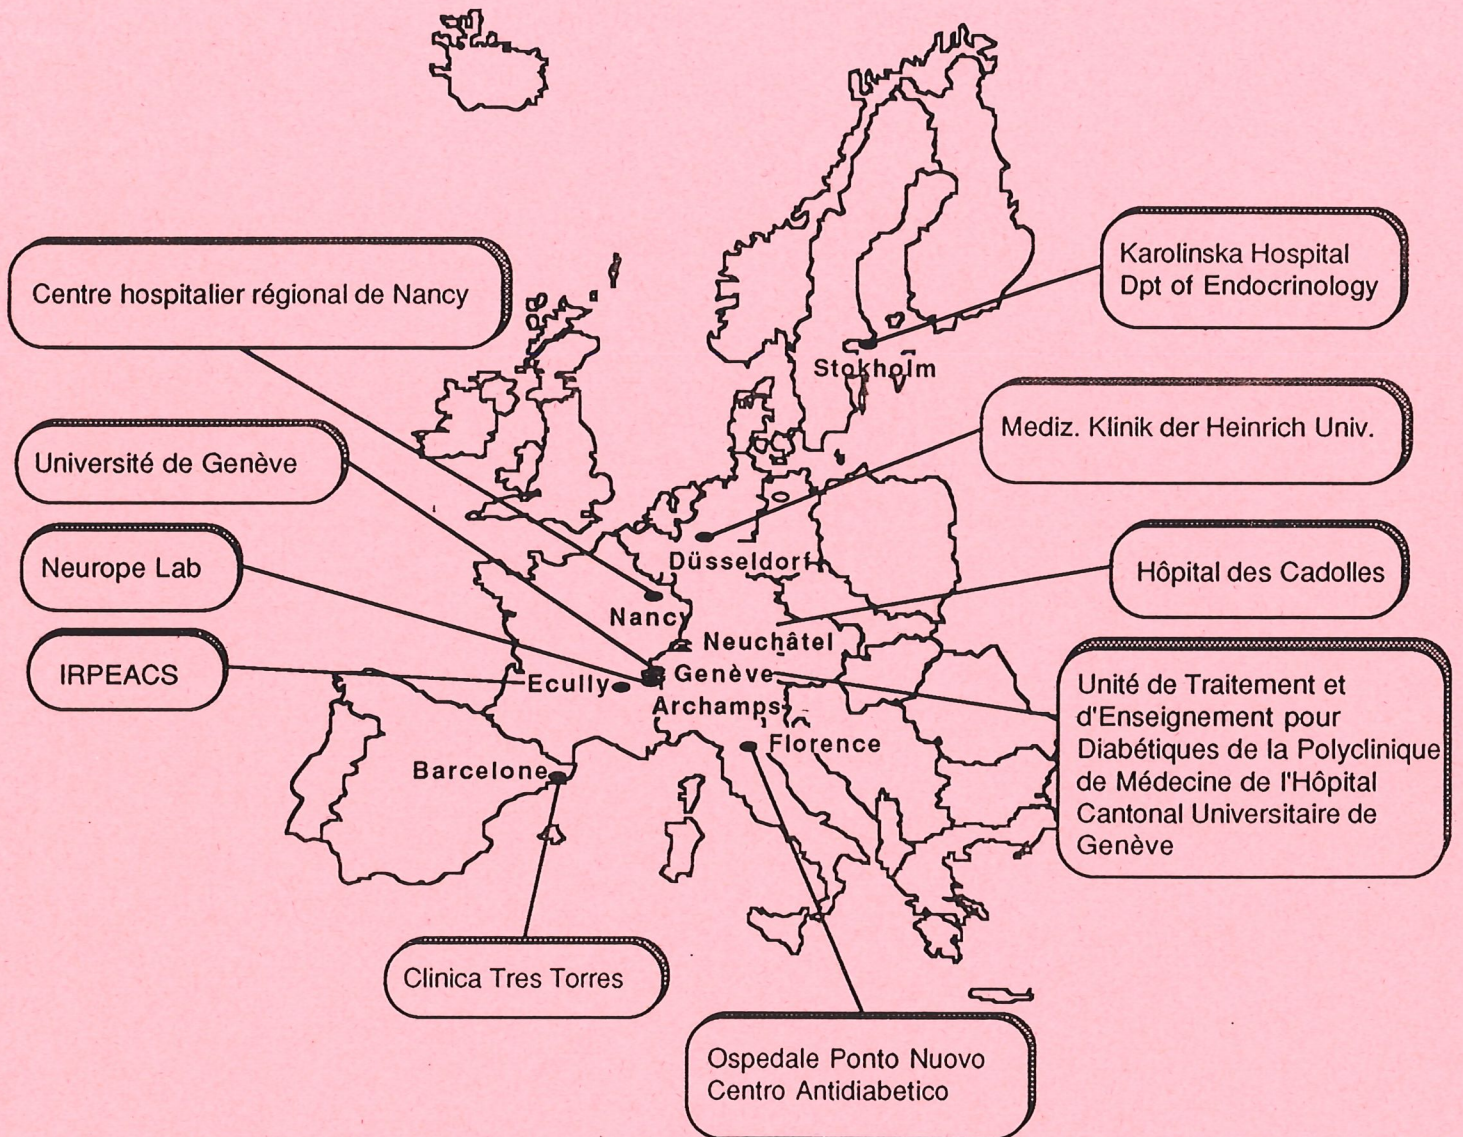 Centre hospitalier régional de Nancy
Karolinska Hospital
Dpt of Endocrinology
Stokholm
Mediz. Klinik der Heinrich Univ.
Université de Genève
Neurope Lab
Düsseldorf
Hôpital des Cadolles
Nancy
Neuchâtel
IRPEACS
Ecully
Genève
Archamps
Unité de Traitement et
d'Enseignement pour
Diabétiques de la Polyclinique
de Médecine de l'Hôpital
Cantonal Universitaire de
Genève
Florence
Barcelone
Clinica Tres Torres
Ospedale Ponto Nuovo
Centro Antidiabetico